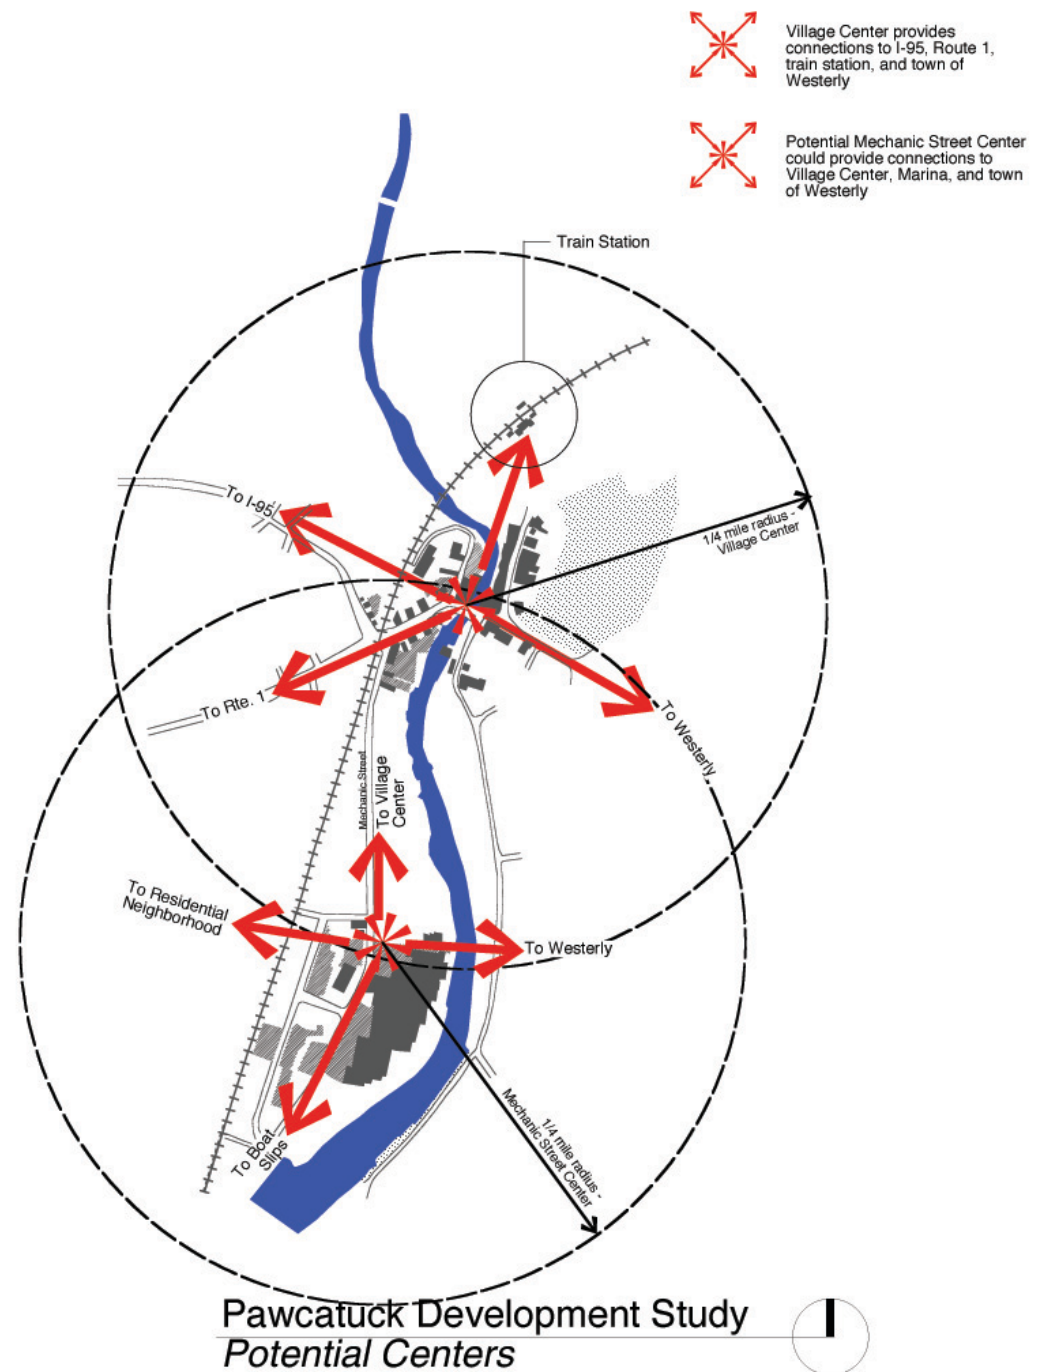 Village Center provides
connections to I-95, Route 1,
train station, and town of
Westerly
Potential Mechanic Street Center
could provide connections to
Village Center, Marina, and town
of Westerly
Train Station
To I-95
1/4 mile radius -
Village Center
To Rte. 1
To Westerly
Mechanic Street
To Village
Center
To Residential
Neighborhood
To Westerly
To Boat
Slips
1/4 mile radius -
Mechanic Street Center
Pawcatuck Development Study
Potential Centers